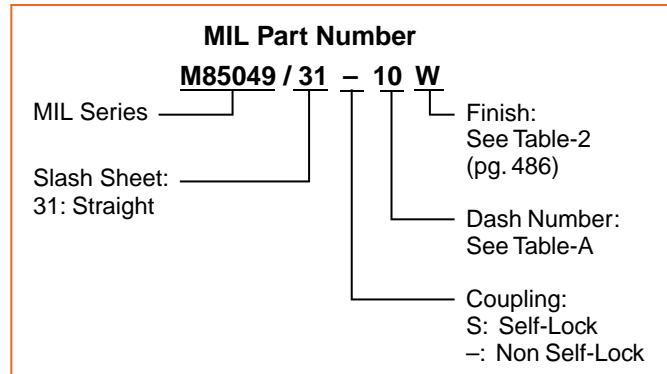 MIL Part Number
M85049 / 31 – 10 W
MIL Series
Slash Sheet:
31: Straight
Finish:
See Table-2
(pg. 486)
Dash Number:
See Table-A
Coupling:
S: Self-Lock
–: Non Self-Lock